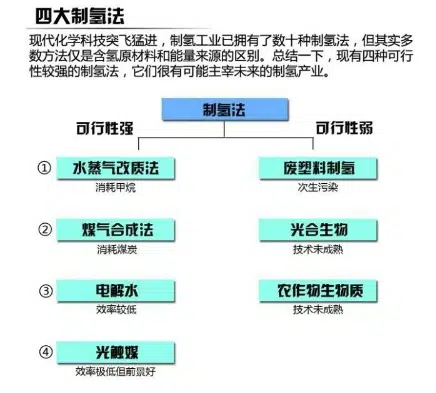 四大制氢法
现代化学科技突飞猛进，制氢工业已拥有了数十种制氢法，但其实多
数方法仅是含氢原材料和能量来源的区别。总结一下，现有四种可行
性较强的制氢法，它们很有可能主宰未来的制氢产业。
制氢法
可行性强
可行性弱
① 水蒸气改质法
消耗甲烷
废塑料制氢
次生污染
② 煤气合成法
消耗煤炭
光合生物
技术未成熟
③ 电解水
效率较低
农作物生物质
技术未成熟
④ 光触媒
效率极低但前景好